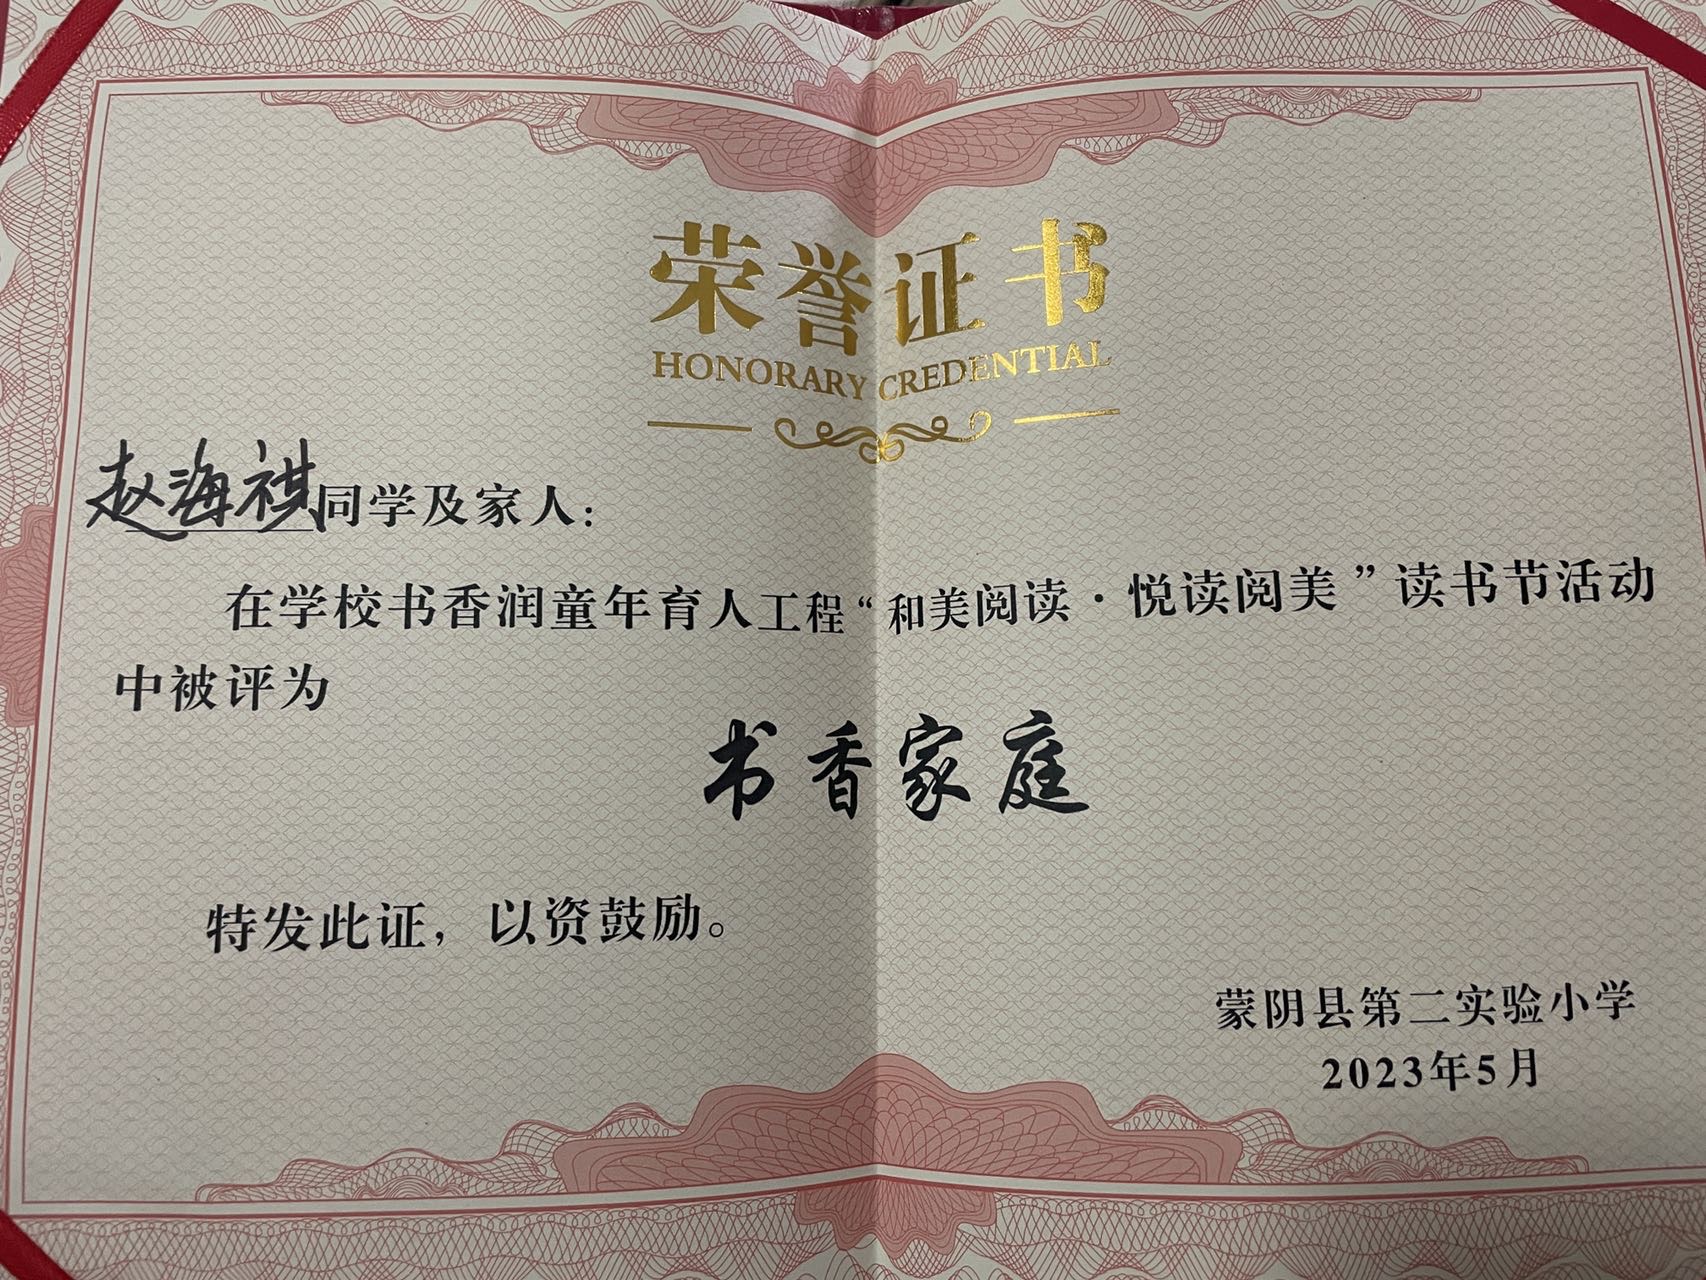 荣誉证书
HONORARY CREDENTIAL
赵海祺同学及家人：
在学校书香润童年育人工程“和美阅读·悦读阅美”读书节活动
中被评为
书香家庭
特发此证，以资鼓励。
蒙阴县第二实验小学
2023年5月